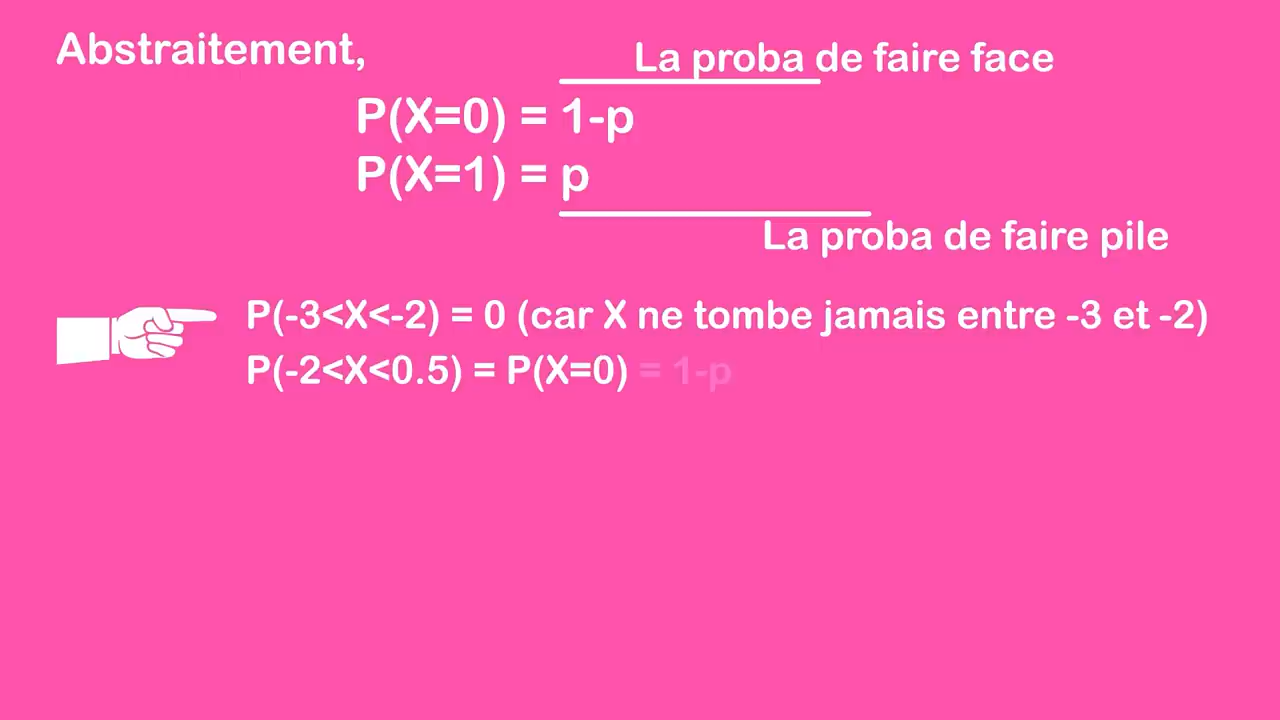 Abstraitement,
La proba de faire face
P(X=0) = 1-p
P(X=1) = p
La proba de faire pile
P(-3<X<-2) = 0 (car X ne tombe jamais entre -3 et -2)
P(-2<X<0.5) = P(X=0) = 1-p